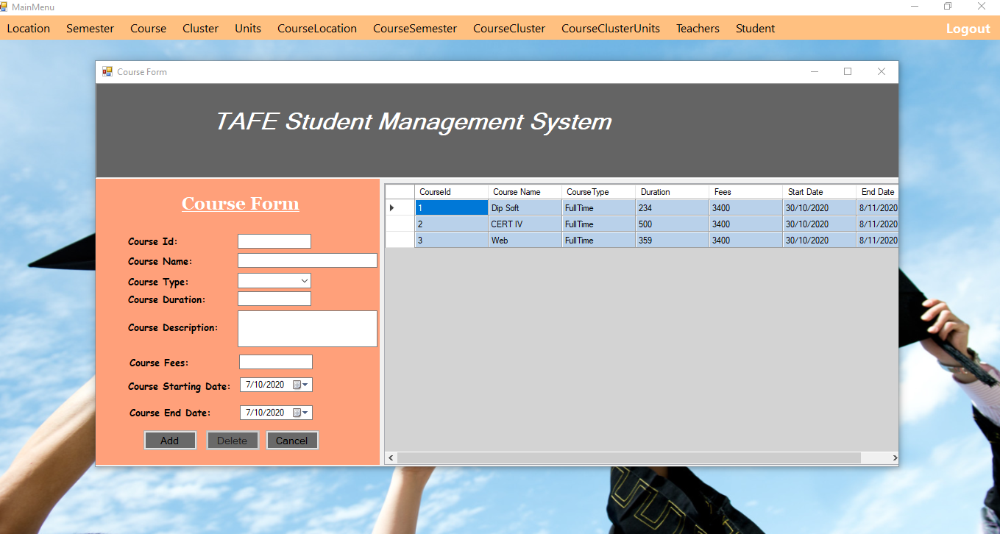 MainMenu
Location Semester Course Cluster Units CourseLocation CourseSemester CourseCluster CourseClusterUnits Teachers Student Logout
Course Form
TAFE Student Management System
Course Form
Course Id:
Course Name:
Course Type:
Course Duration:
Course Description:
Course Fees:
Course Starting Date: 7/10/2020
Course End Date: 7/10/2020
Add Delete Cancel
CourseId Course Name CourseType Duration Fees Start Date End Date
1 Dip Soft FullTime 234 3400 30/10/2020 8/11/2020
2 CERT IV FullTime 500 3400 30/10/2020 8/11/2020
3 Web FullTime 359 3400 30/10/2020 8/11/2020